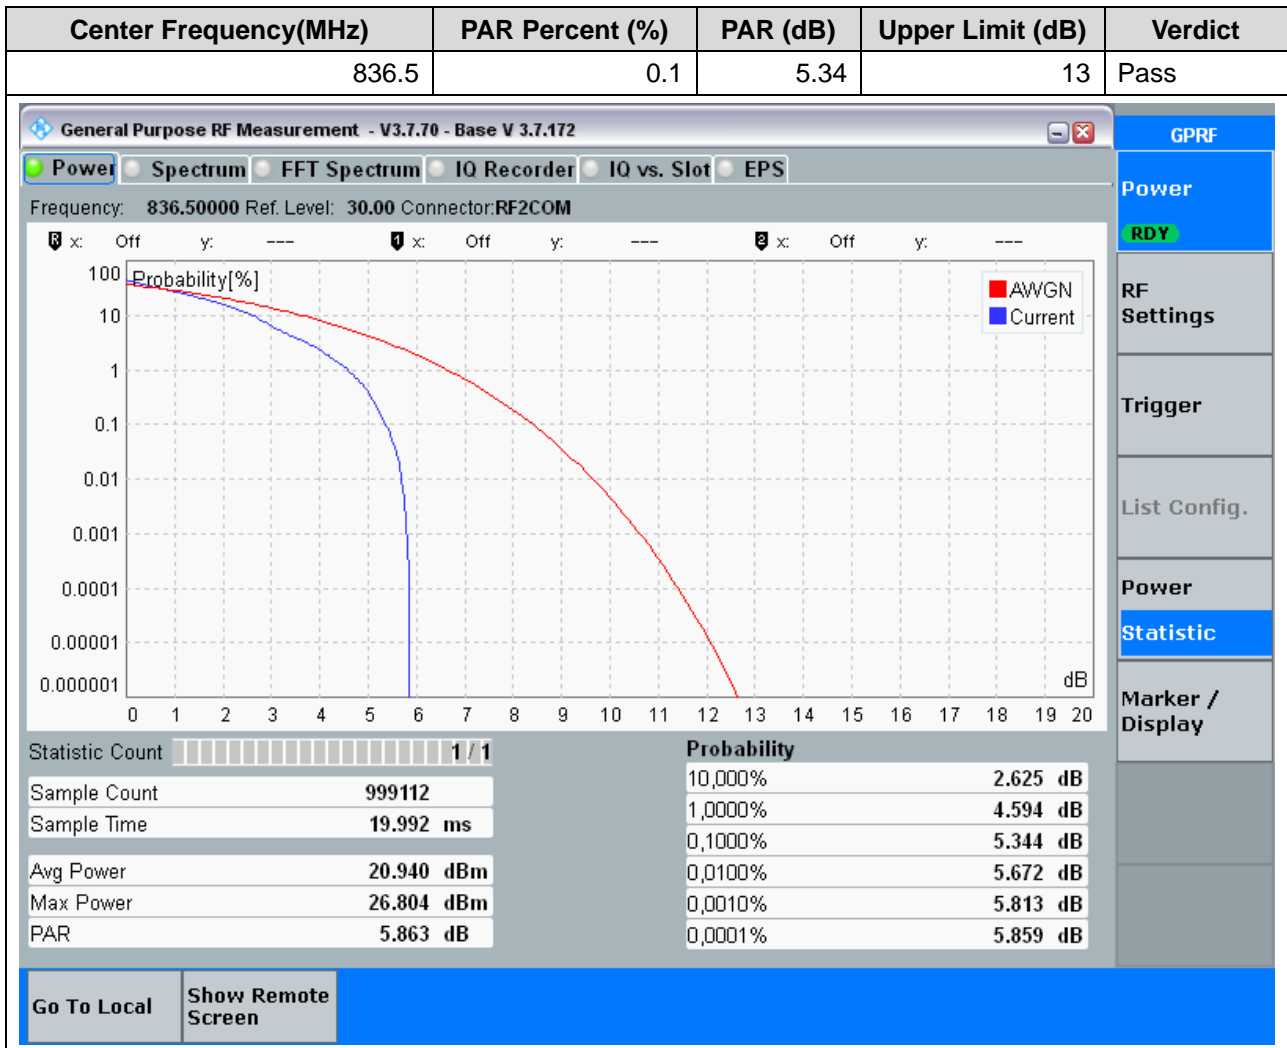 Center Frequency(MHz) PAR Percent (%) PAR (dB) Upper Limit (dB) Verdict
836.5 0.1 5.34 13 Pass
General Purpose RF Measurement - V3.7.70 - Base V 3.7.172
GPRF
Power Spectrum FFT Spectrum IQ Recorder IQ vs. Slot EPS
Power
RDY
Frequency: 836.50000 Ref. Level: 30.00 Connector:RF2COM
R x: Off y: --- 1 x: Off y: --- 2 x: Off y: ---
Probability[%]
AWGN
Current
100
10
1
0.1
0.01
0.001
0.0001
0.00001
0.000001
dB
0 1 2 3 4 5 6 7 8 9 10 11 12 13 14 15 16 17 18 19 20
RF
Settings
Trigger
List Config.
Power
Statistic
Marker /
Display
Statistic Count 1 / 1
Sample Count 999112
Sample Time 19.992 ms
Avg Power 20.940 dBm
Max Power 26.804 dBm
PAR 5.863 dB
Probability
10,000% 2.625 dB
1,0000% 4.594 dB
0,1000% 5.344 dB
0,0100% 5.672 dB
0,0010% 5.813 dB
0,0001% 5.859 dB
Go To Local
Show Remote
Screen